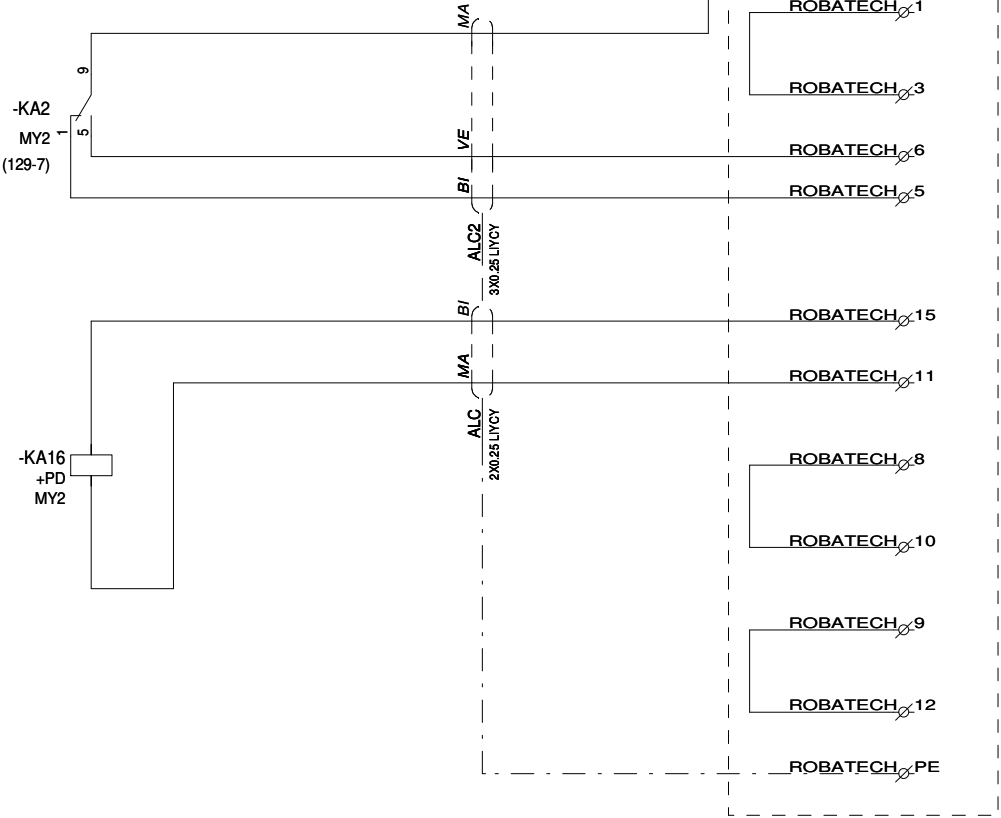 MA
ROBATECH 1
9
ROBATECH 3
-KA2
1
5
MY2
VE
ROBATECH 6
(129-7)
BI
ROBATECH 5
ALC2
3X0.25 LIYCY
BI
ROBATECH 15
MA
ROBATECH 11
ALC
2X0.25 LIYCY
-KA16
+PD
MY2
ROBATECH 8
ROBATECH 10
ROBATECH 9
ROBATECH 12
ROBATECH PE